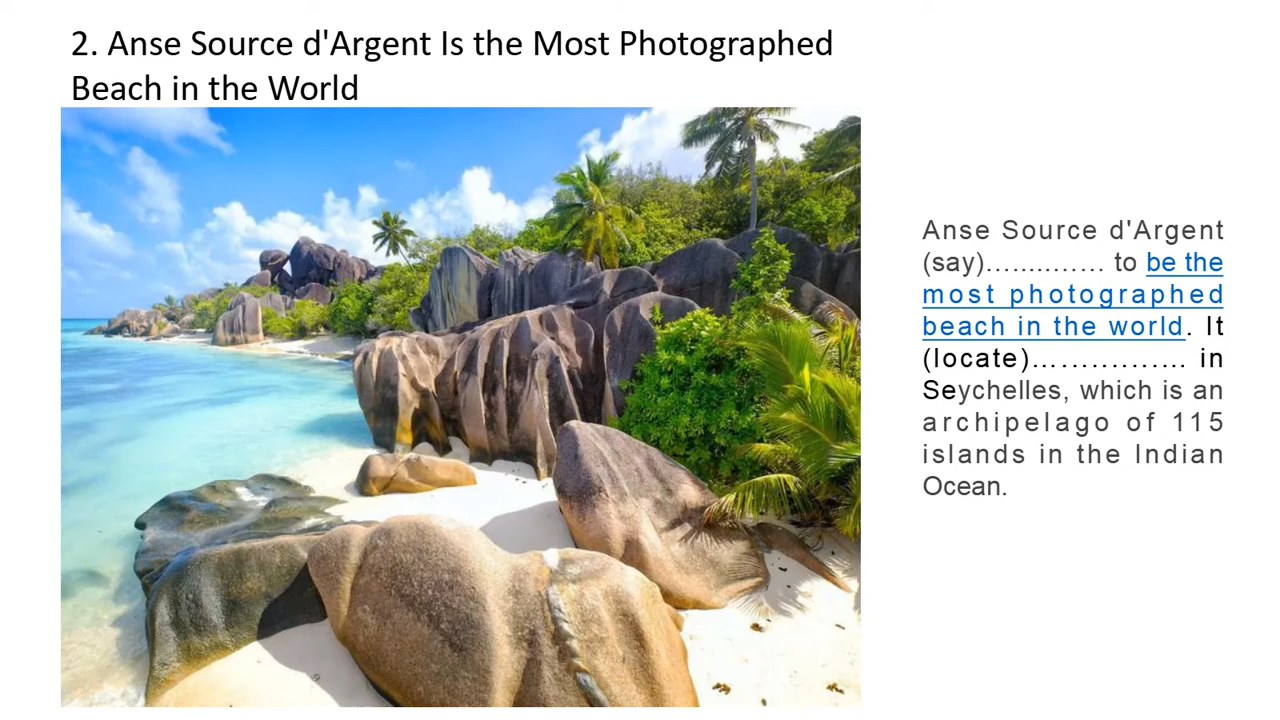 2. Anse Source d'Argent Is the Most Photographed
Beach in the World
Anse Source d'Argent
(say)…....…… to be the
most photographed
beach in the world. It
(locate)…………… in
Seychelles, which is an
archipelago of 115
islands in the Indian
Ocean.